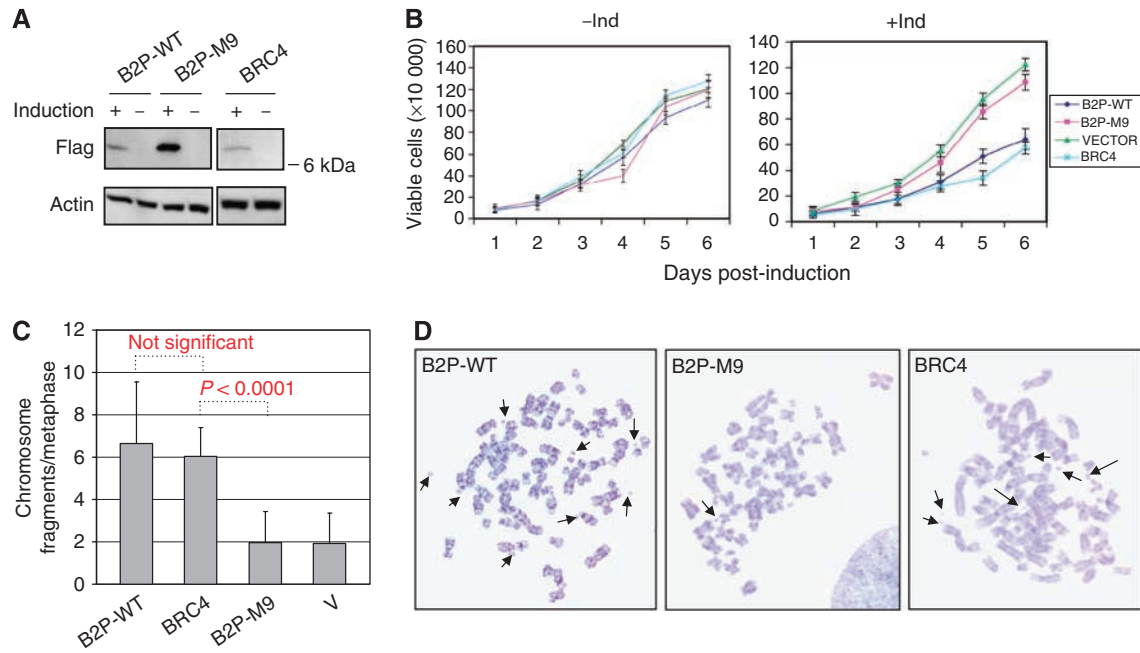 A
B2P-WT
B2P-M9
BRC4
Induction + – + – + –
Flag
– 6 kDa
Actin
B
–Ind
+Ind
Viable cells (×10 000)
160
140
120
100
80
60
40
20
0
1 2 3 4 5 6
140
120
100
80
60
40
20
0
1 2 3 4 5 6
Days post-induction
B2P-WT
B2P-M9
VECTOR
BRC4
C
Chromosome
fragments/metaphase
12
10
8
6
4
2
0
Not significant
P < 0.0001
B2P-WT
BRC4
B2P-M9
V
D
B2P-WT
B2P-M9
BRC4